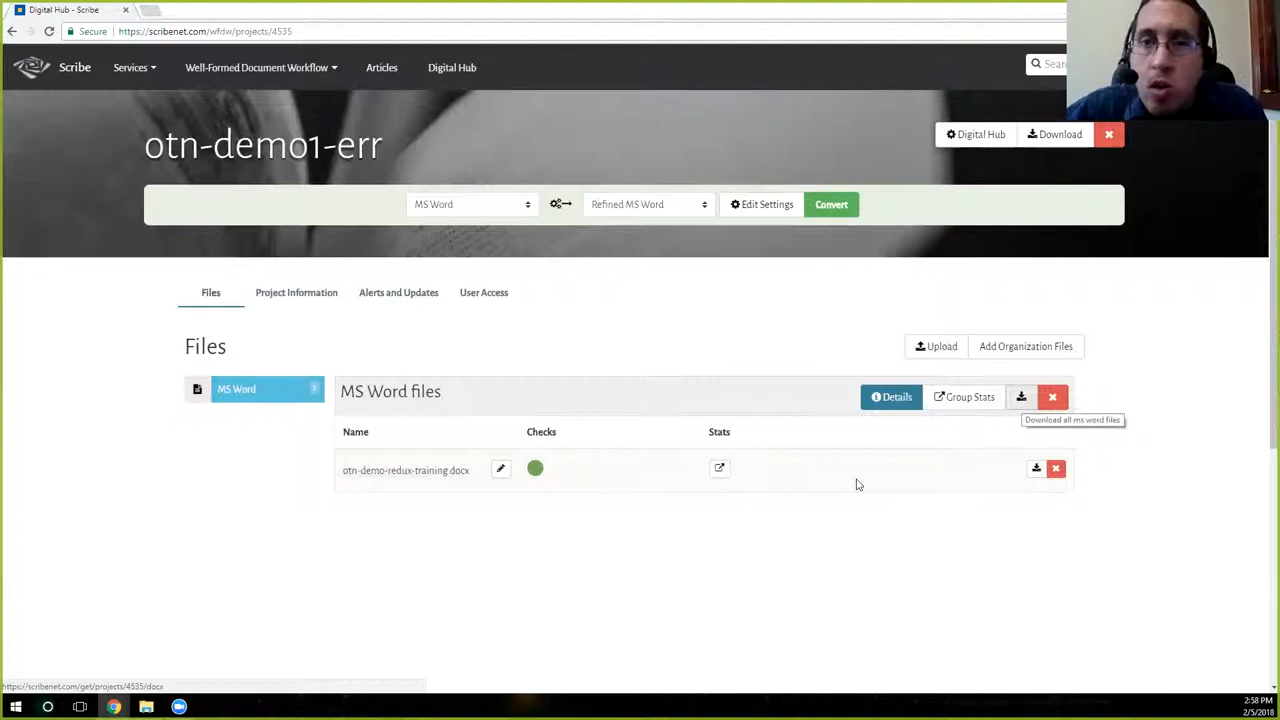 Digital Hub - Scribe
Secure https://scribenet.com/wfdw/projects/4535
Scribe Services Well-Formed Document Workflow Articles Digital Hub
otn-demo1-err
Digital Hub Download
MS Word Refined MS Word Edit Settings Convert
Files Project Information Alerts and Updates User Access
Files
Upload Add Organization Files
MS Word 1
MS Word files
Details Group Stats
Download all ms word files
Name Checks Stats
otn-demo-redux-training.docx
https://scribenet.com/get/projects/4535/docx
2:58 PM
2/5/2018